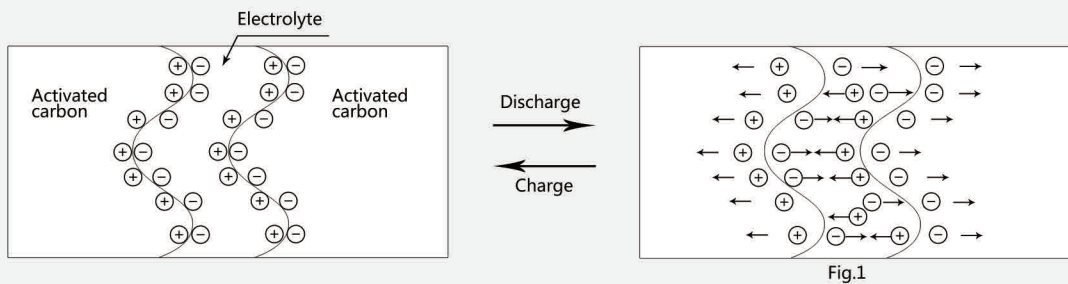 Electrolyte
Activated
carbon
Activated
carbon
Discharge
Charge
Fig.1